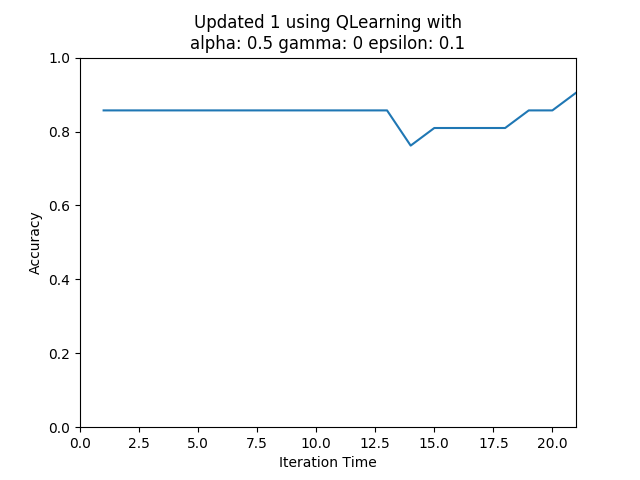 Updated 1 using QLearning with
alpha: 0.5 gamma: 0 epsilon: 0.1
1.0
0.8
0.6
0.4
0.2
0.0
Accuracy
0.0 2.5 5.0 7.5 10.0 12.5 15.0 17.5 20.0
Iteration Time